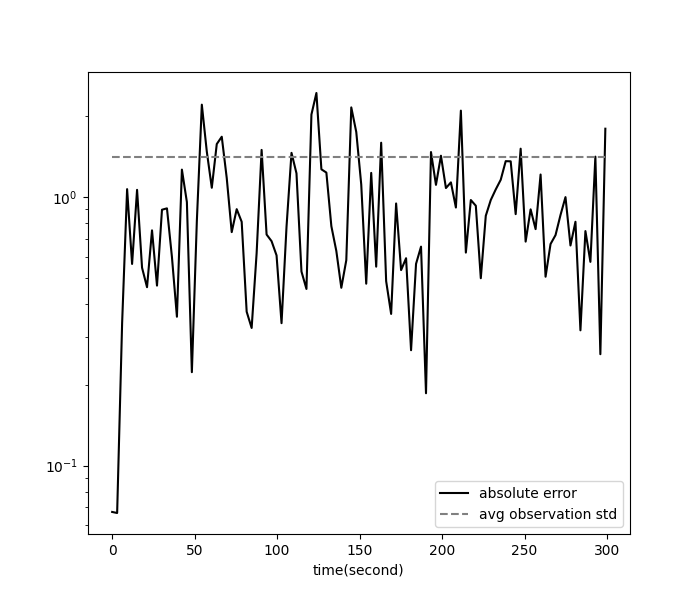 10⁰
10⁻¹
absolute error
avg observation std
0 50 100 150 200 250 300
time(second)